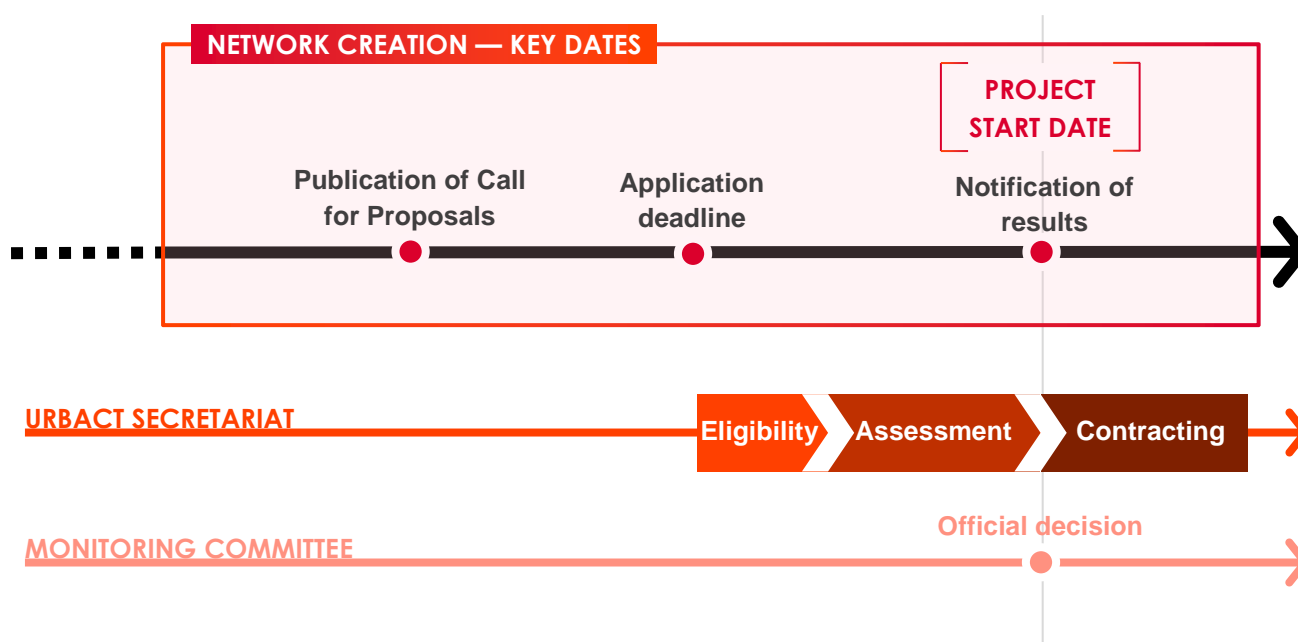 NETWORK CREATION — KEY DATES
PROJECT
START DATE
Publication of Call
for Proposals
Application
deadline
Notification of
results
URBACT SECRETARIAT
Eligibility
Assessment
Contracting
Official decision
MONITORING COMMITTEE